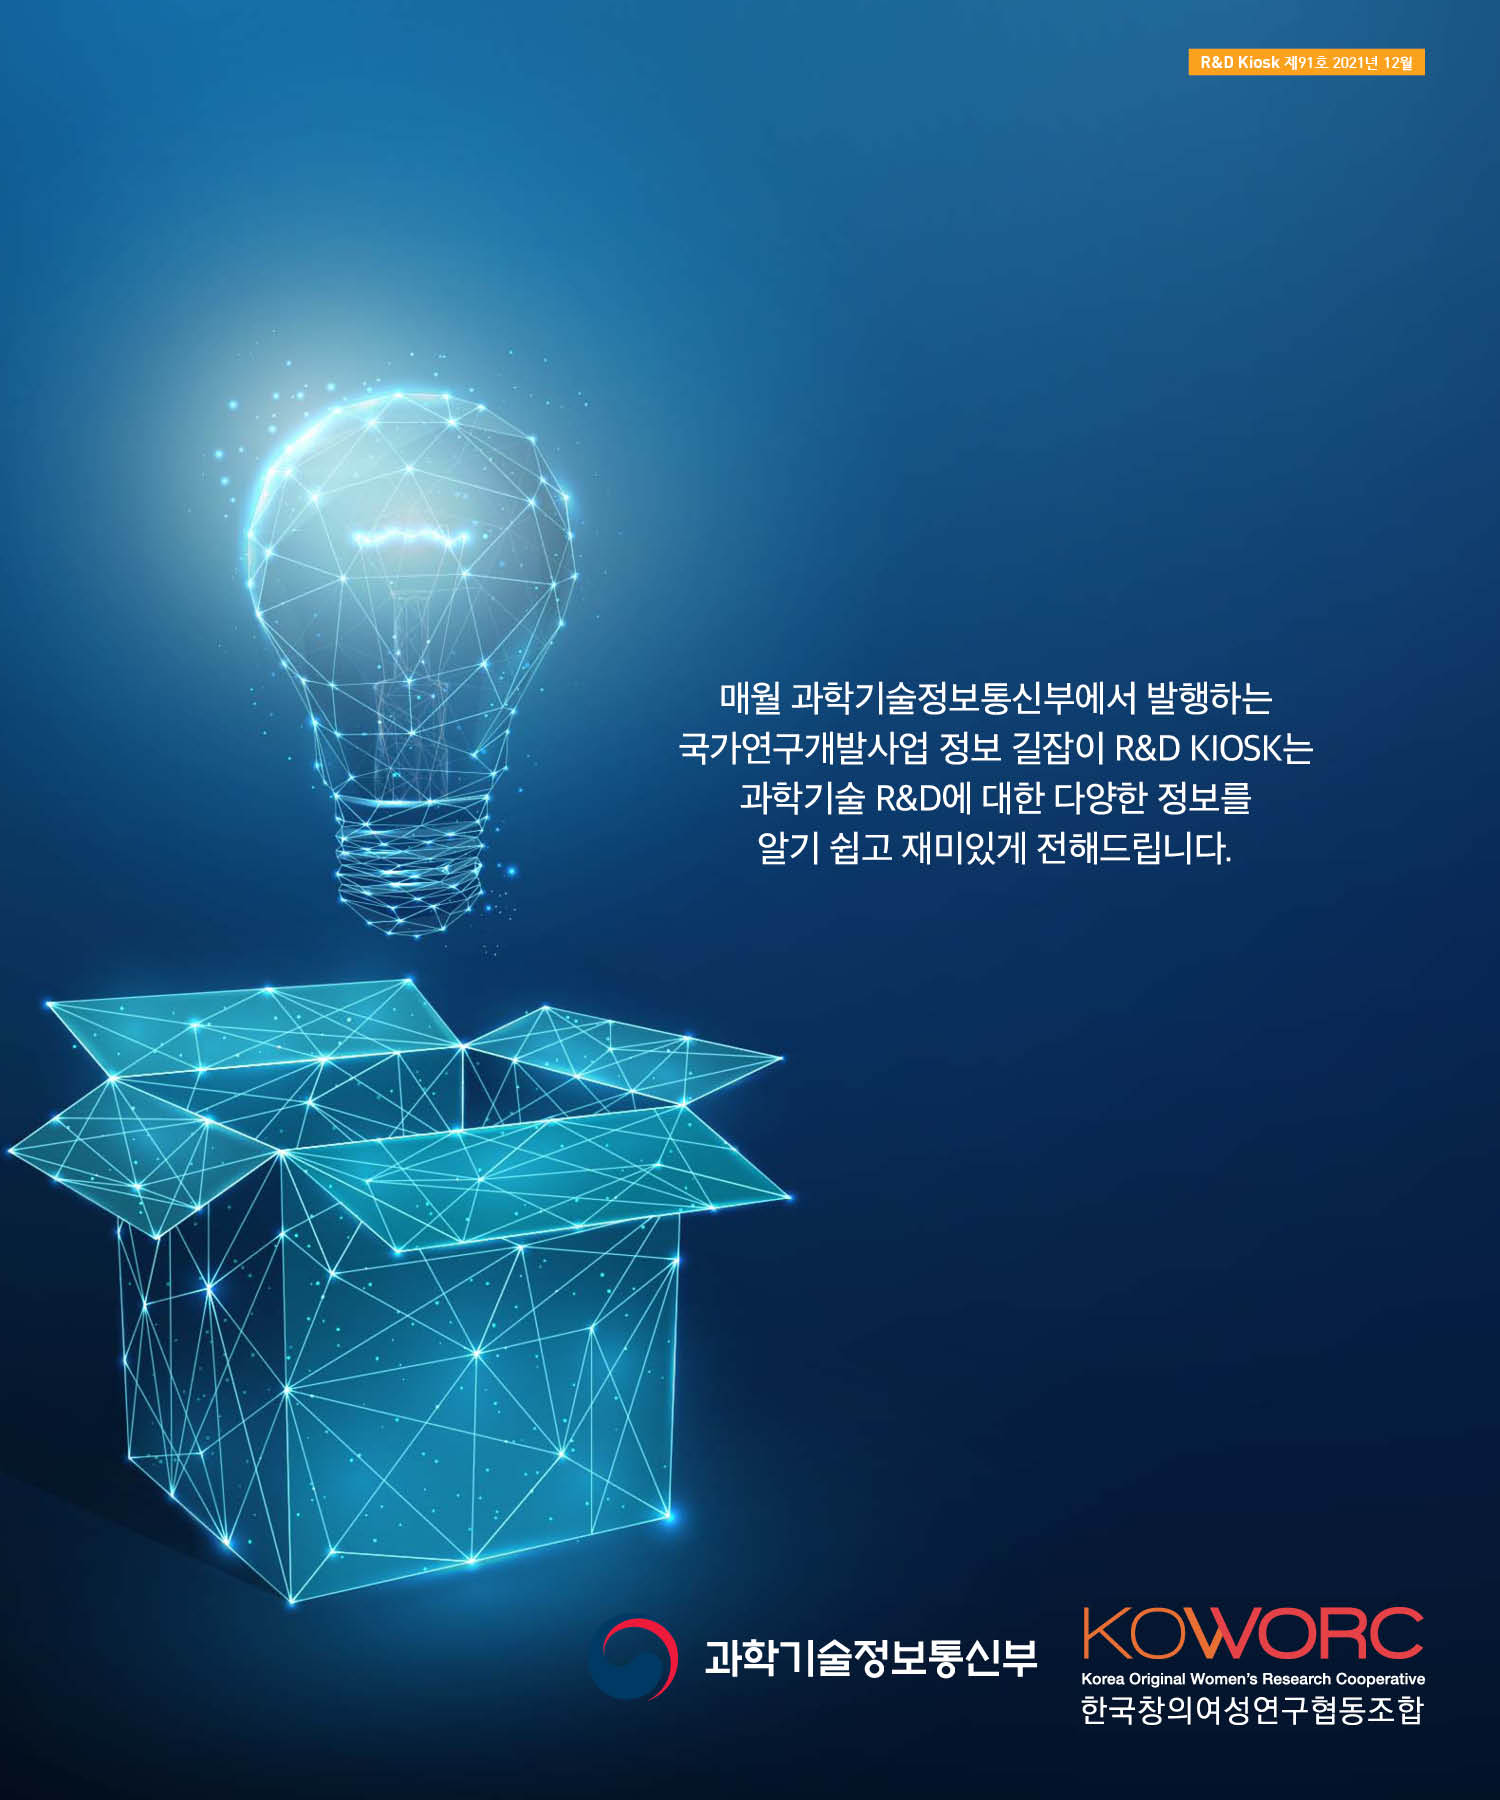 R&D Kiosk 제91호 2021년 12월
매월 과학기술정보통신부에서 발행하는
국가연구개발사업 정보 길잡이 R&D KIOSK는
과학기술 R&D에 대한 다양한 정보를
알기 쉽고 재미있게 전해드립니다.
과학기술정보통신부
KOWORC
Korea Original Women's Research Cooperative
한국창의여성연구협동조합